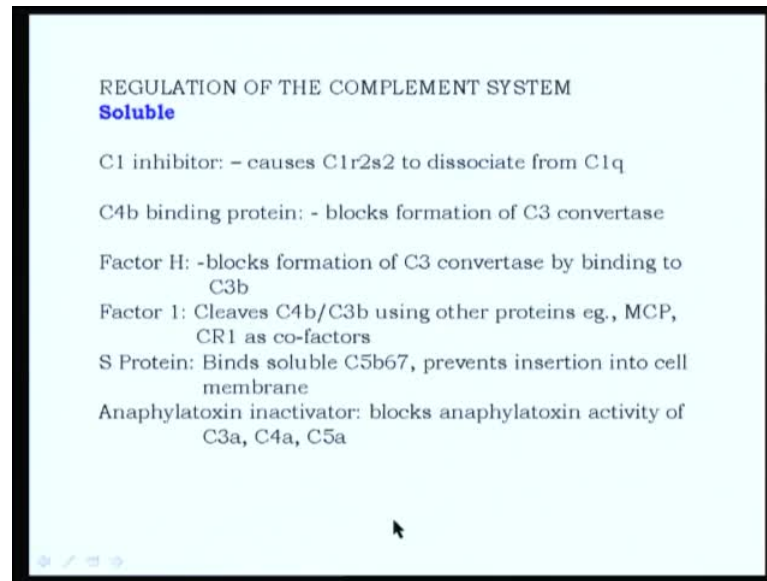 REGULATION OF THE COMPLEMENT SYSTEM
Soluble
C1 inhibitor: – causes C1r2s2 to dissociate from C1q
C4b binding protein: - blocks formation of C3 convertase
Factor H: -blocks formation of C3 convertase by binding to
C3b
Factor 1: Cleaves C4b/C3b using other proteins eg., MCP,
CR1 as co-factors
S Protein: Binds soluble C5b67, prevents insertion into cell
membrane
Anaphylatoxin inactivator: blocks anaphylatoxin activity of
C3a, C4a, C5a